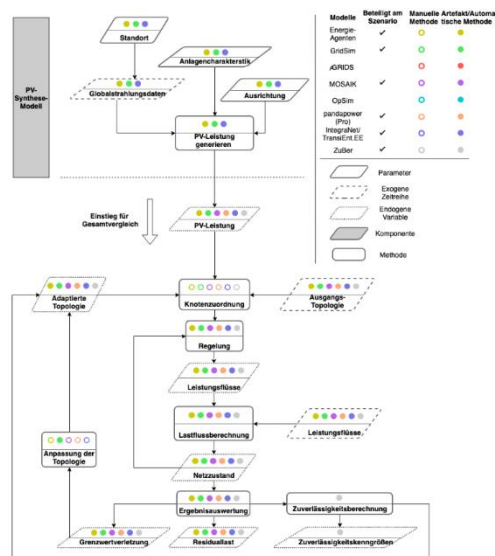 Modelle
Beteiligt am
Szenario
Manuelle
Methode
Artefakt/Automa
tische Methode
Energie-
Agenten
GridSim
MOSAIK
OpSim
pandapower
(Pro)
IntegraNet/
TransiEnt.EE
ZuBer
Parameter
Exogene
Zeitreihe
Endogene
Variable
Komponente
Methode
PV-
Synthese-
Modell
Standort
Anlagencharakterstik
Globalstrahlungsdaten
Ausrichtung
PV-Leistung
generieren
Einstieg für
Gesamtvergleich
PV-Leistung
Adaptierte
Topologie
Knotenzuordnung
Ausgangs-
Topologie
Regelung
Leistungsflüsse
Lastflussberechnung
Leistungsflüsse
Anpassung der
Topologie
Netzzustand
Ergebnisauswertung
Zuverlässigkeitsberechnung
Grenzwertverletzung
Residuallast
Zuverlässigkeitskenngrößen